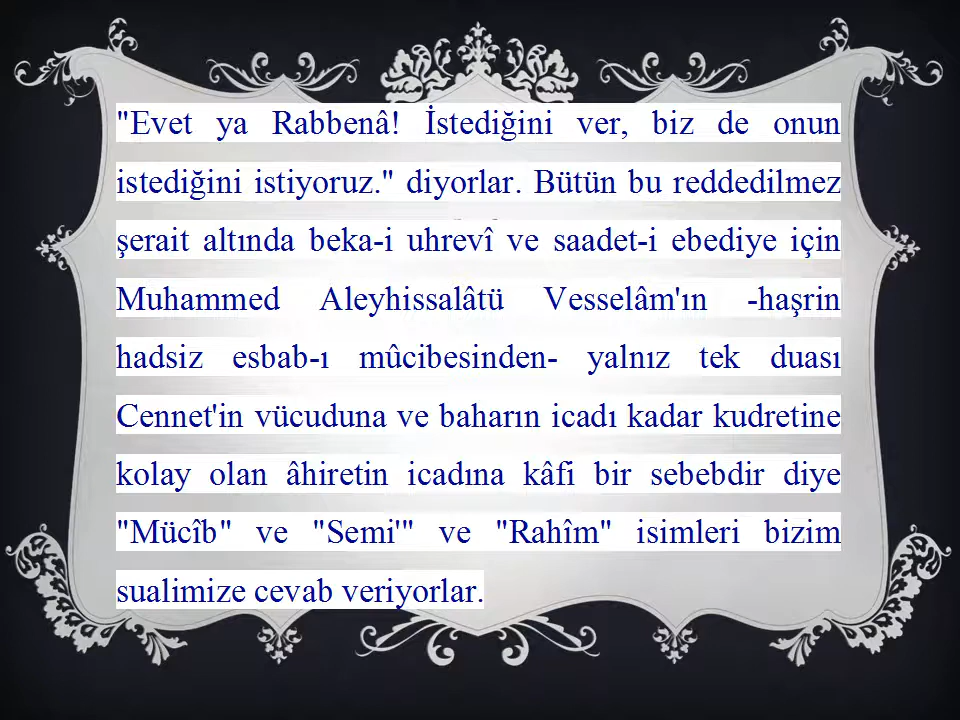 "Evet ya Rabbenâ! İstediğini ver, biz de onun
istediğini istiyoruz." diyorlar. Bütün bu reddedilmez
şerait altında beka-i uhrevî ve saadet-i ebediye için
Muhammed Aleyhissalâtü Vesselâm'ın -haşrin
hadsiz esbab-ı mûcibesinden- yalnız tek duası
Cennet'in vücuduna ve baharın icadı kadar kudretine
kolay olan âhiretin icadına kâfi bir sebebdir diye
"Mücîb" ve "Semi'" ve "Rahîm" isimleri bizim
sualimize cevab veriyorlar.